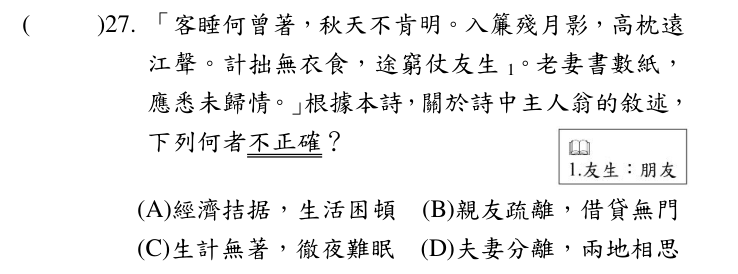 (　　)27. 「客睡何曾著，秋天不肯明。入簾殘月影，高枕遠
江聲。計拙無衣食，途窮仗友生1。老妻書數紙，
應悉未歸情。」根據本詩，關於詩中主人翁的敘述，
下列何者不正確？
1.友生：朋友
(A)經濟拮据，生活困頓　(B)親友疏離，借貸無門
(C)生計無著，徹夜難眠　(D)夫妻分離，兩地相思